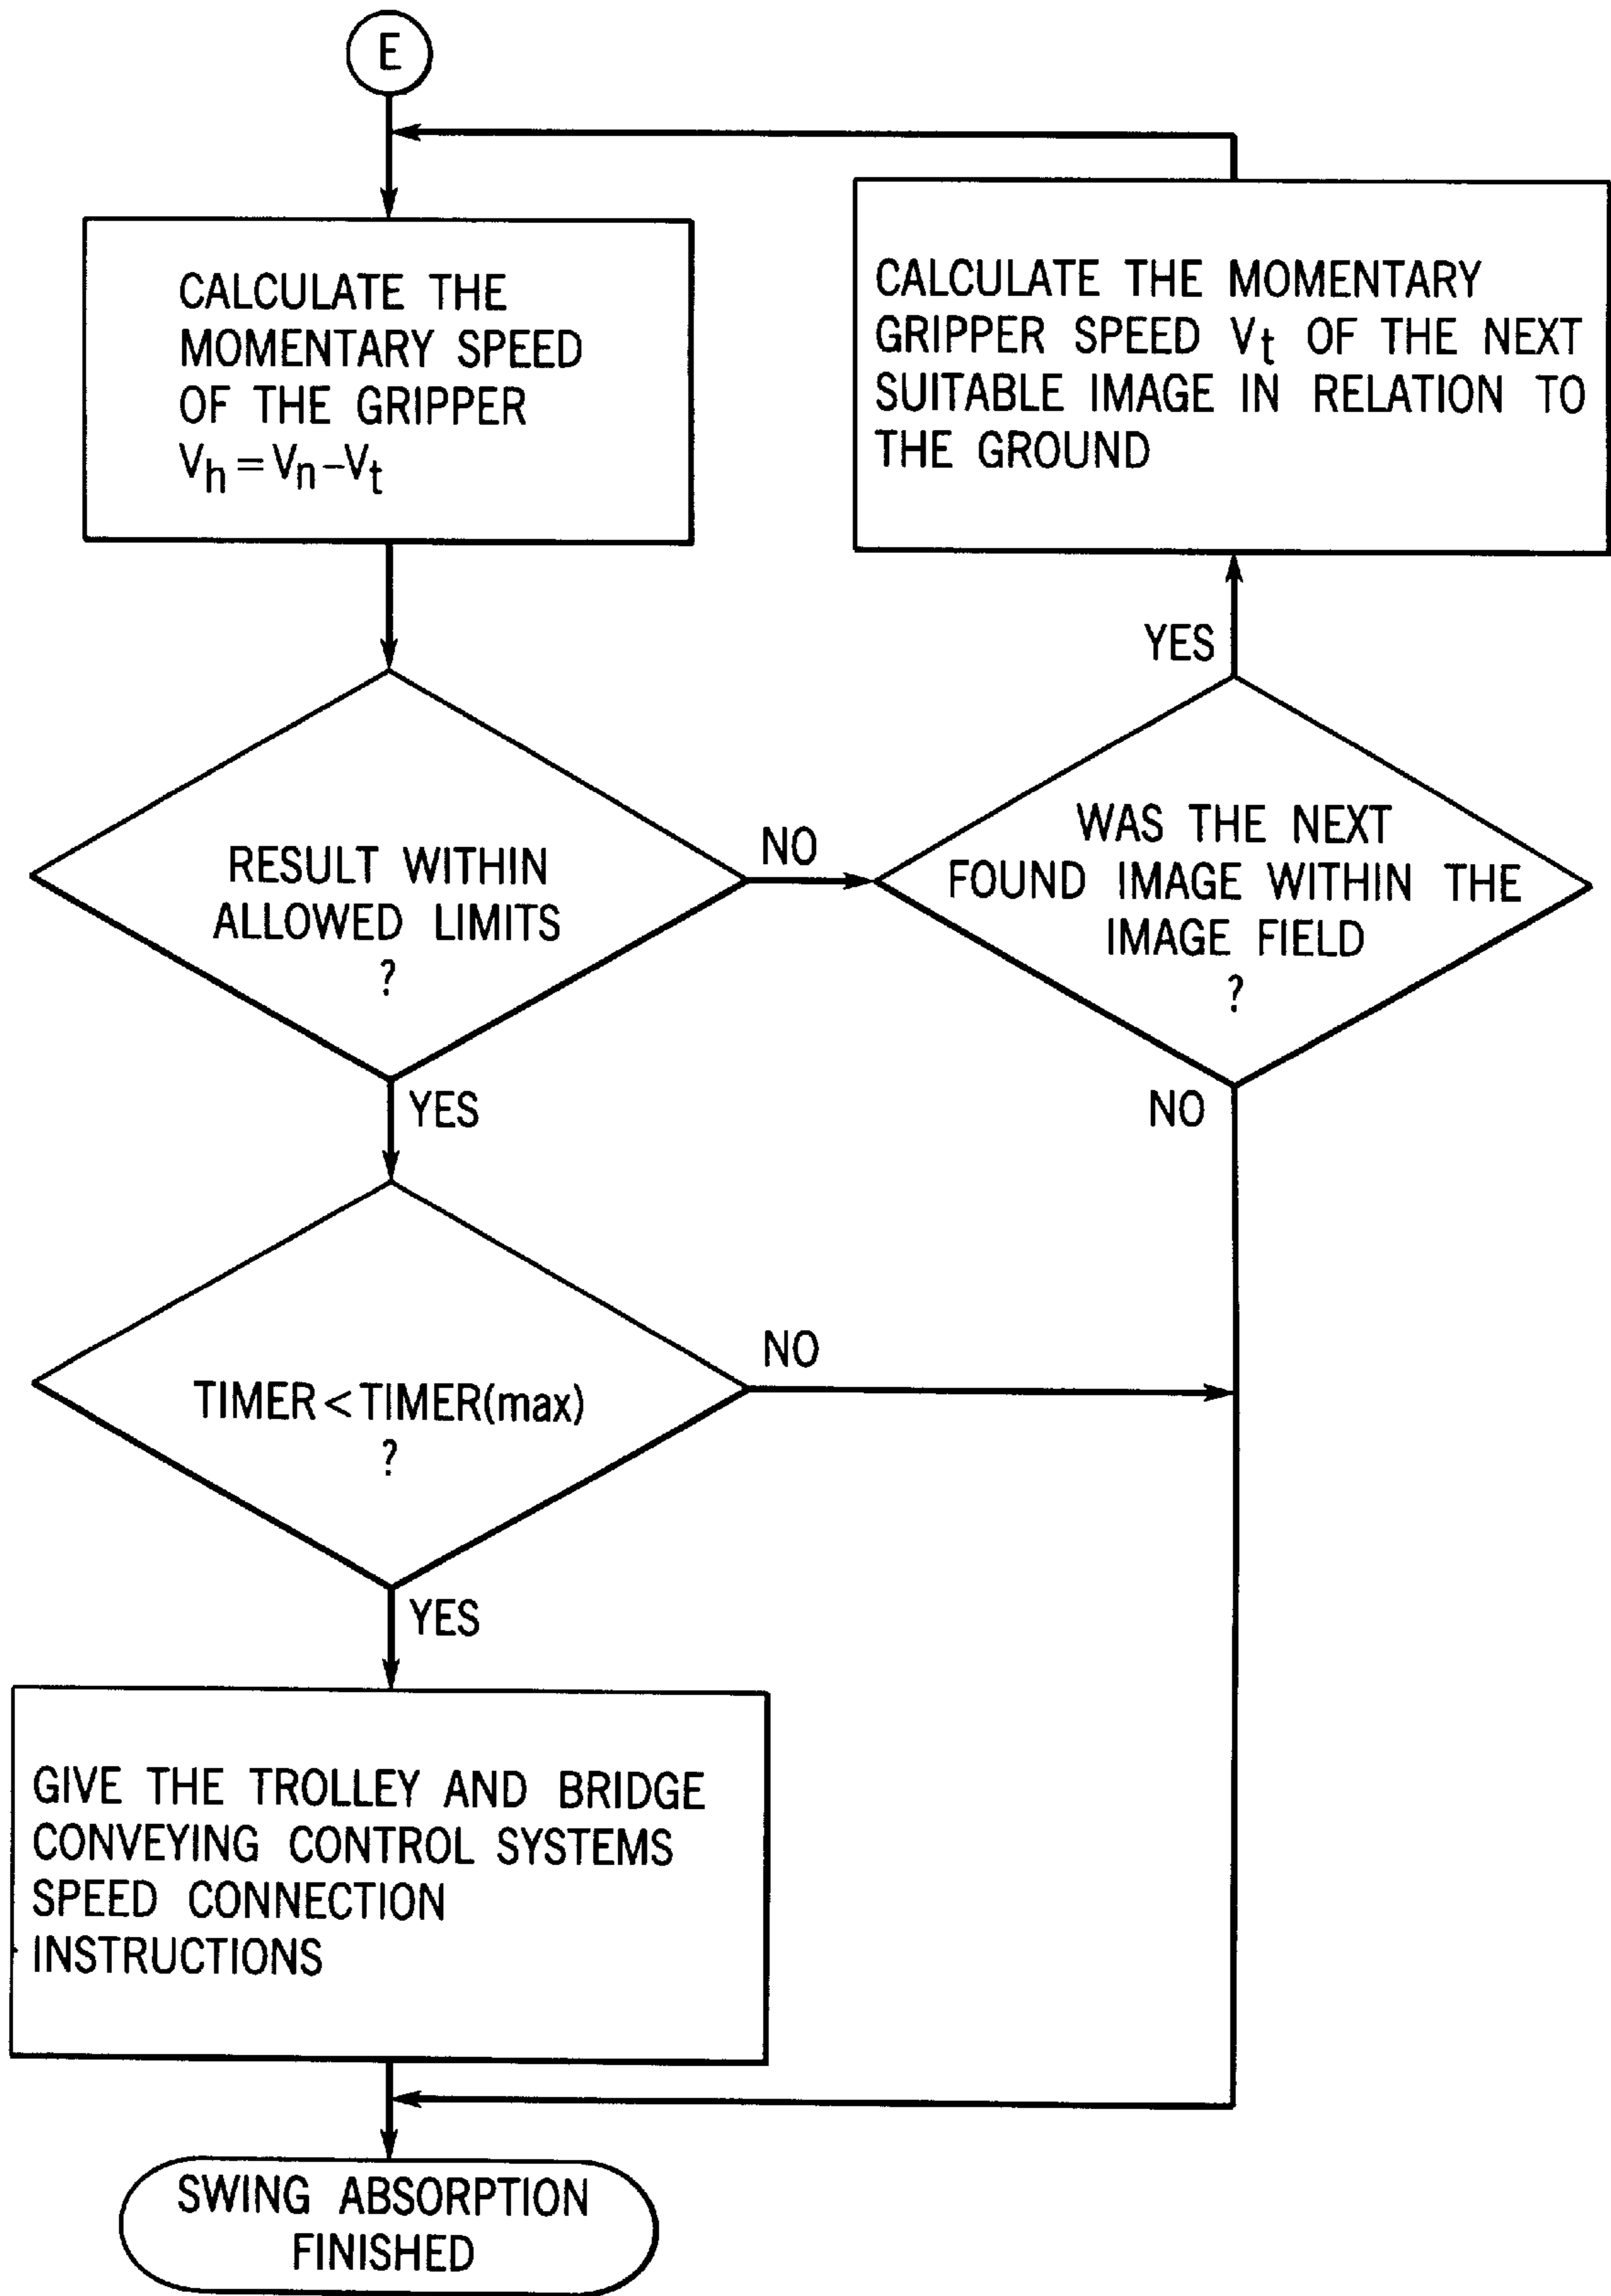 E
CALCULATE THE
MOMENTARY SPEED
OF THE GRIPPER
Vh = Vn – Vt
CALCULATE THE MOMENTARY
GRIPPER SPEED Vt OF THE NEXT
SUITABLE IMAGE IN RELATION TO
THE GROUND
YES
RESULT WITHIN
ALLOWED LIMITS
?
NO
WAS THE NEXT
FOUND IMAGE WITHIN THE
IMAGE FIELD
?
YES
NO
TIMER < TIMER(max)
?
NO
YES
GIVE THE TROLLEY AND BRIDGE
CONVEYING CONTROL SYSTEMS
SPEED CONNECTION
INSTRUCTIONS
SWING ABSORPTION
FINISHED